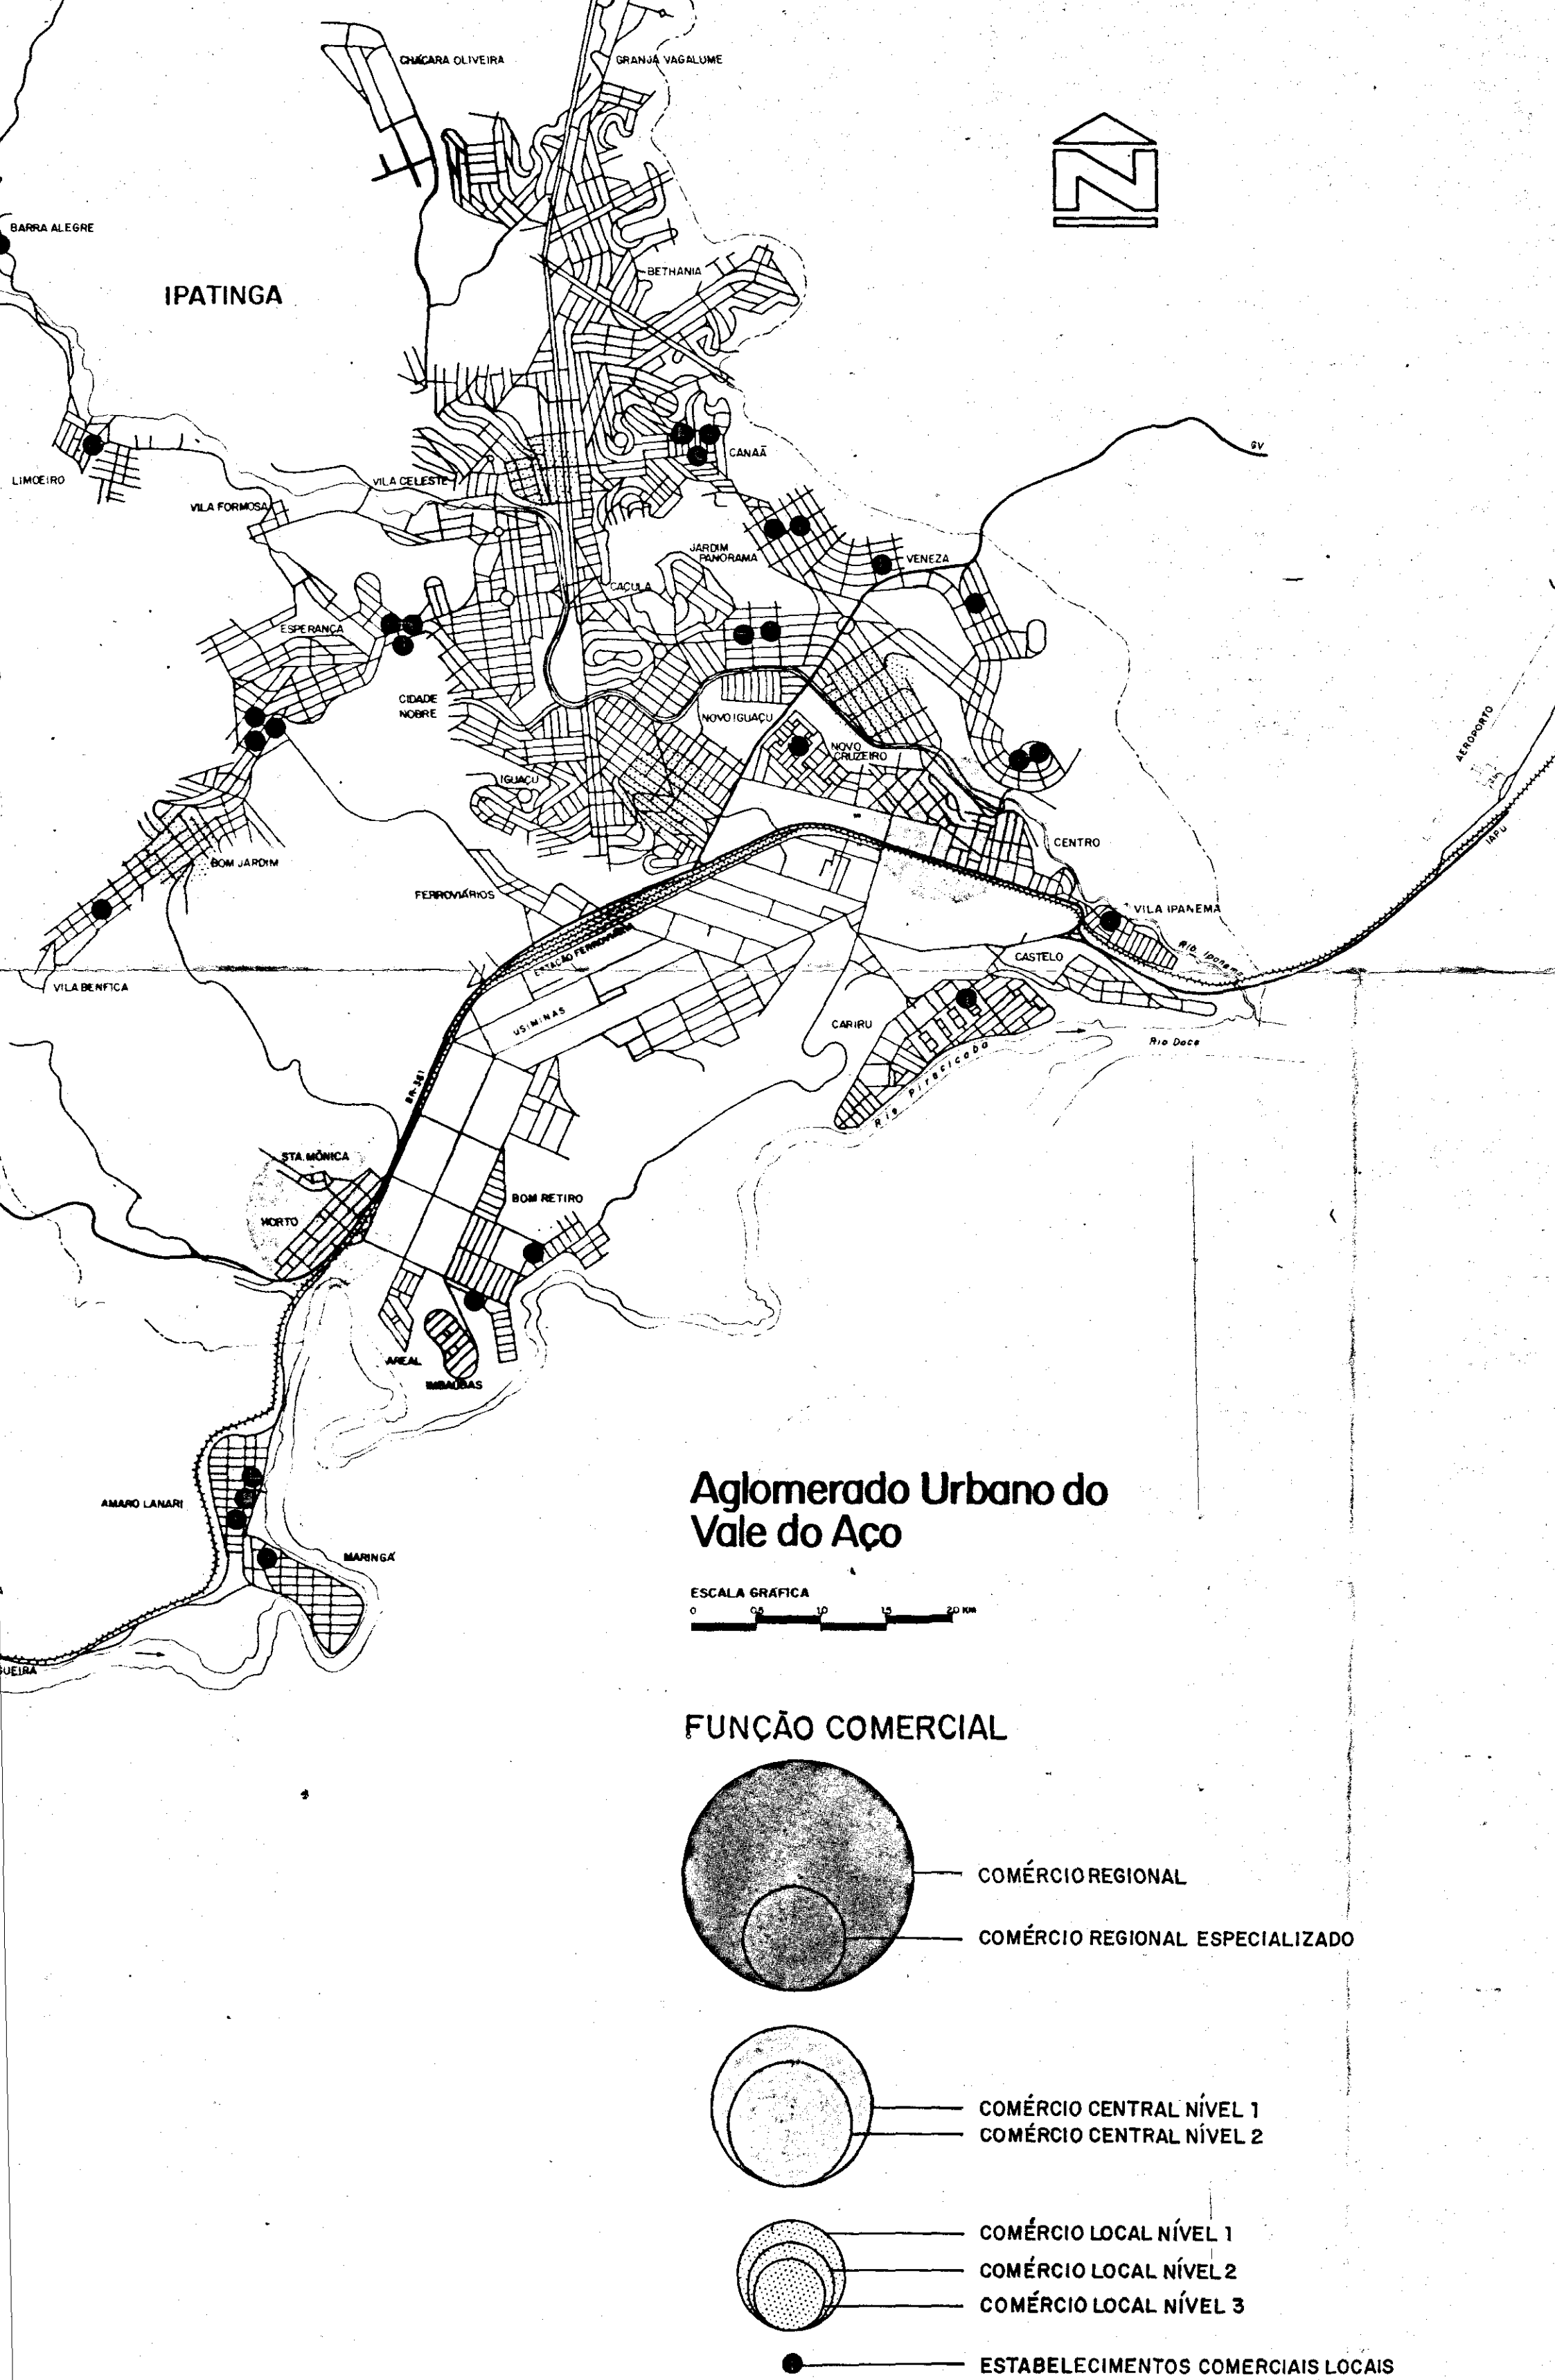 CHÁCARA OLIVEIRA
GRANJA VAGALUME
N
BARRA ALEGRE
IPATINGA
BETHANIA
GV
CANAÃ
LIMOEIRO
VILA CELESTE
VILA FORMOSA
JARDIM
PANORAMA
VENEZA
CAÇULA
ESPERANÇA
CIDADE
NOBRE
NOVO IGUAÇU
NOVO
CRUZEIRO
AEROPORTO
IGUAÇU
IAPU
CENTRO
BOM JARDIM
FERROVIÁRIOS
VILA IPANEMA
Rib. Ipanema
ESTAÇÃO FERROVIÁRIA
CASTELO
VILA BENFICA
USIMINAS
CARIRU
Rio Doce
Rio Piracicaba
BR-381
STA. MÔNICA
BOM RETIRO
HORTO
AREAL
IMBAÚBAS
AMARO LANARI
MARINGÁ
UEIRA
Aglomerado Urbano do
Vale do Aço
ESCALA GRÁFICA
0 0,5 1,0 1,5 2,0 KM
FUNÇÃO COMERCIAL
COMÉRCIO REGIONAL
COMÉRCIO REGIONAL ESPECIALIZADO
COMÉRCIO CENTRAL NÍVEL 1
COMÉRCIO CENTRAL NÍVEL 2
COMÉRCIO LOCAL NÍVEL 1
COMÉRCIO LOCAL NÍVEL 2
COMÉRCIO LOCAL NÍVEL 3
ESTABELECIMENTOS COMERCIAIS LOCAIS